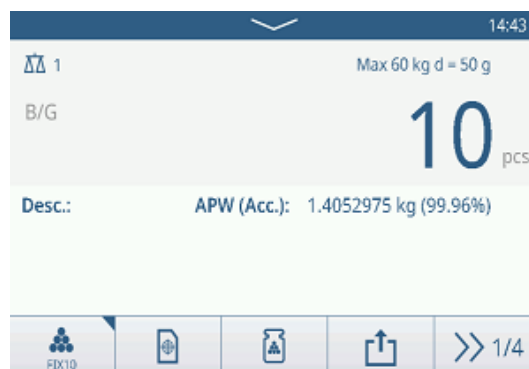 14:43
1 Max 60 kg d = 50 g
B/G
10 pcs
Desc.: APW (Acc.): 1.4052975 kg (99.96%)
FIX10 1/4